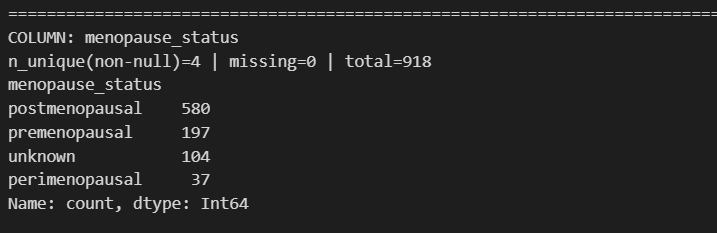 ================================================================================
COLUMN: menopause_status
n_unique(non-null)=4 | missing=0 | total=918
menopause_status
postmenopausal    580
premenopausal     197
unknown           104
perimenopausal     37
Name: count, dtype: Int64